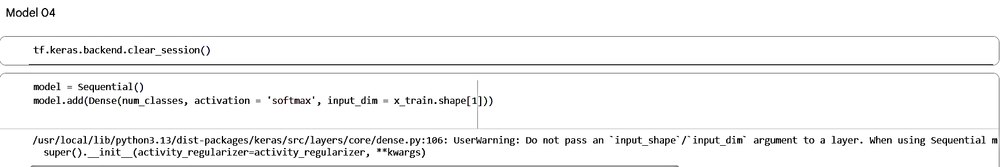 Model 04
tf.keras.backend.clear_session()
model = Sequential()
model.add(Dense(num_classes, activation = 'softmax', input_dim = x_train.shape[1]))
/usr/local/lib/python3.13/dist-packages/keras/src/layers/core/dense.py:106: UserWarning: Do not pass an `input_shape`/`input_dim` argument to a layer. When using Sequential m
super().__init__(activity_regularizer=activity_regularizer, **kwargs)